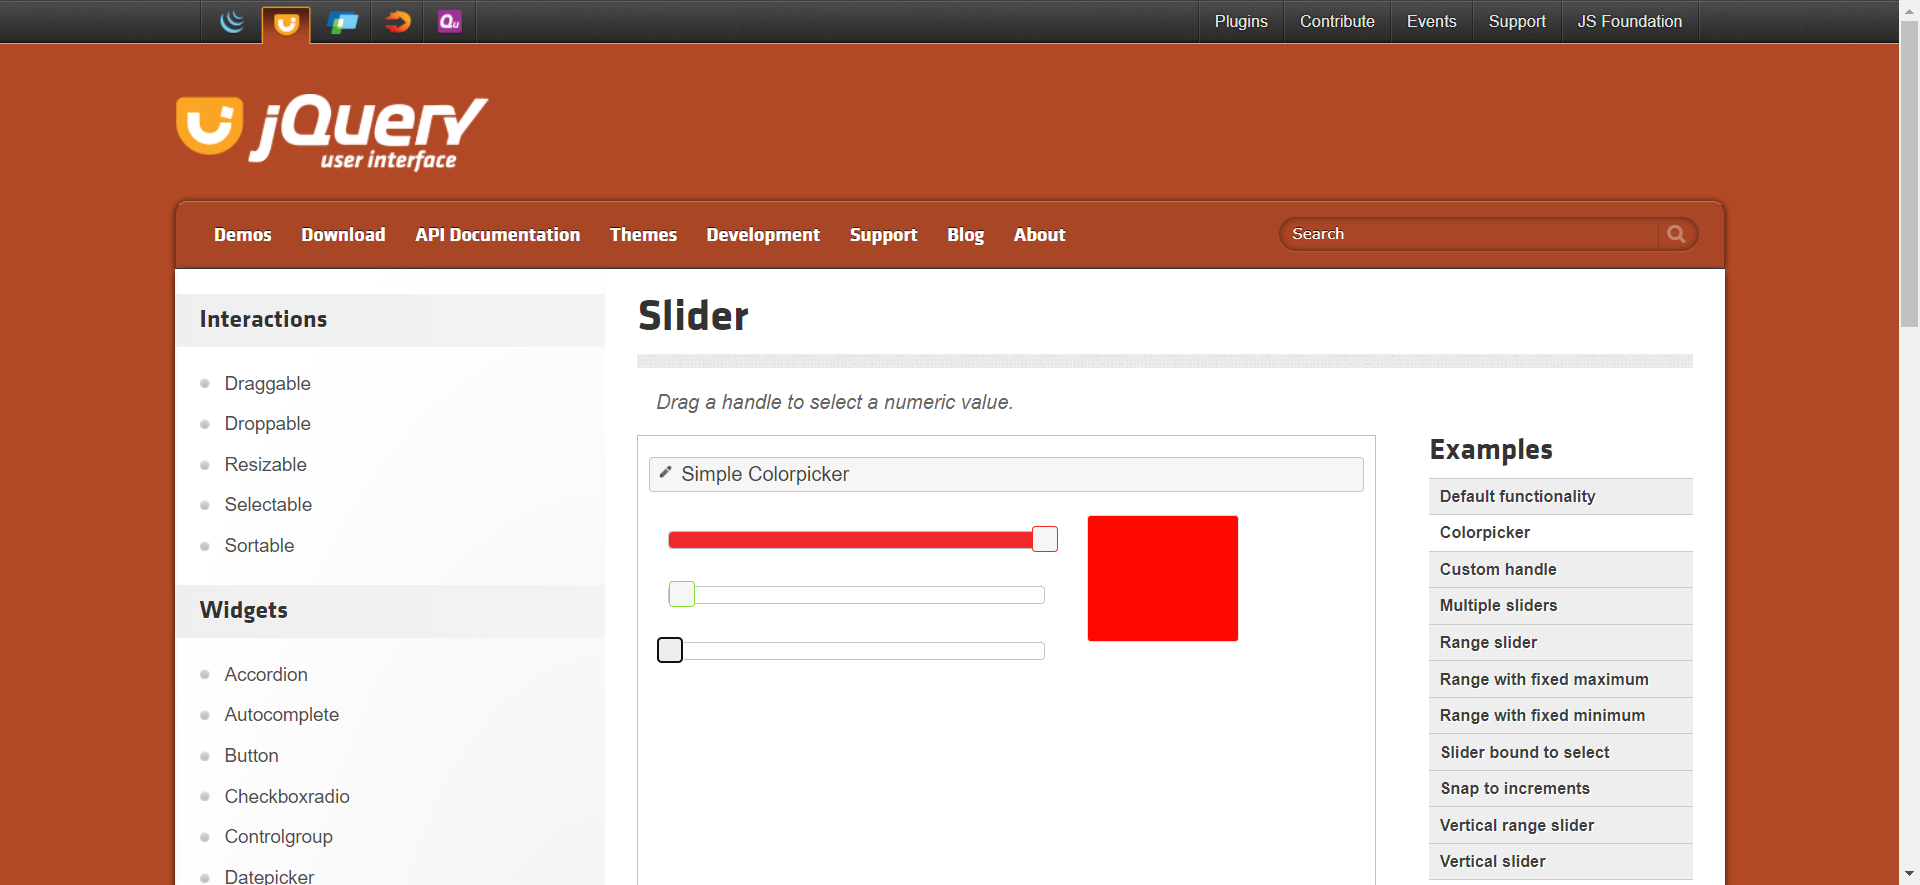 Qu
Plugins
Contribute
Events
Support
JS Foundation
jQuery
user interface
Demos
Download
API Documentation
Themes
Development
Support
Blog
About
Search
Interactions
Draggable
Droppable
Resizable
Selectable
Sortable
Widgets
Accordion
Autocomplete
Button
Checkboxradio
Controlgroup
Datepicker
Slider
Drag a handle to select a numeric value.
Simple Colorpicker
Examples
Default functionality
Colorpicker
Custom handle
Multiple sliders
Range slider
Range with fixed maximum
Range with fixed minimum
Slider bound to select
Snap to increments
Vertical range slider
Vertical slider